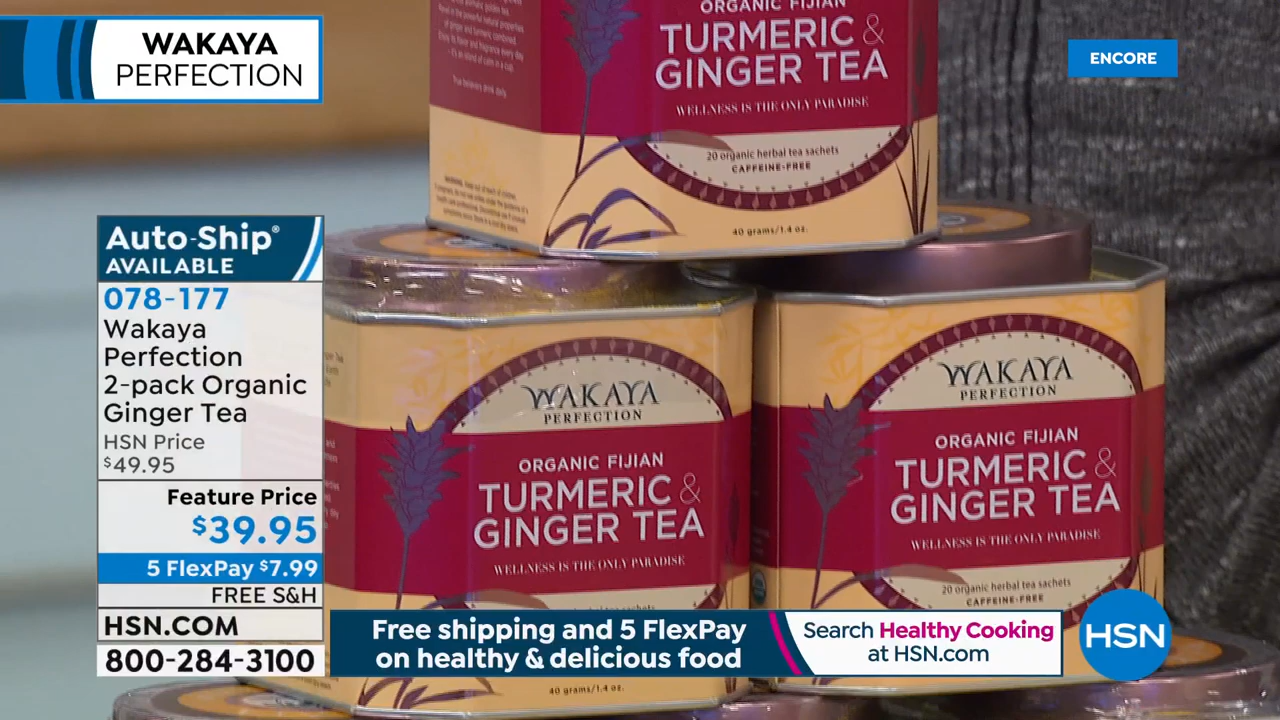 WAKAYA
PERFECTION
ENCORE
Auto-Ship®
AVAILABLE
078-177
Wakaya
Perfection
2-pack Organic
Ginger Tea
HSN Price
$49.95
Feature Price
$39.95
5 FlexPay $7.99
FREE S&H
HSN.COM
800-284-3100
ORGANIC FIJIAN
TURMERIC &
GINGER TEA
WELLNESS IS THE ONLY PARADISE
20 organic herbal tea sachets
CAFFEINE-FREE
40 grams/1.4 oz.
WAKAYA
PERFECTION
ORGANIC FIJIAN
TURMERIC &
GINGER TEA
WELLNESS IS THE ONLY PARADISE
40 grams/1.4 oz.
WAKAYA
PERFECTION
ORGANIC FIJIAN
TURMERIC &
GINGER TEA
WELLNESS IS THE ONLY PARADISE
20 organic herbal tea sachets
CAFFEINE-FREE
Free shipping and 5 FlexPay
on healthy & delicious food
Search Healthy Cooking
at HSN.com
HSN